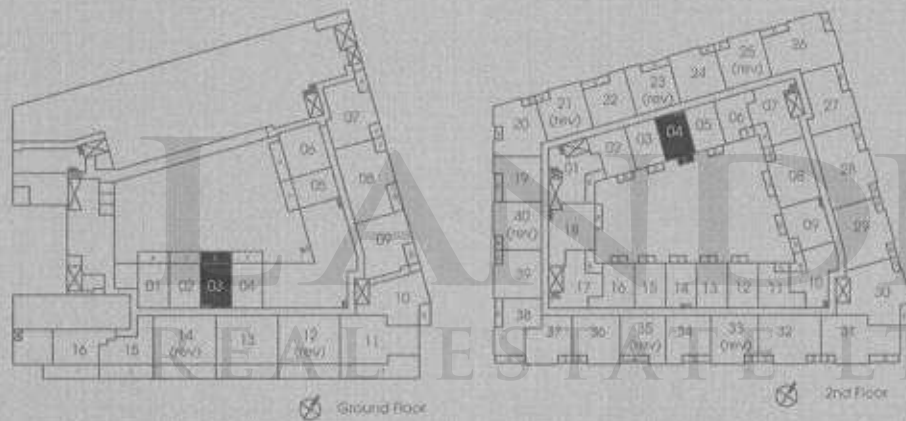 06
07
05
08
09
10
01 02 03 04
16 15 14 13 12 11
(rev) (rev)
Ground Floor
20 21 22 23 24 25 26
(rev) (rev) (rev)
27
28
29
30
01 02 03 04 05 06 07
08
09
10
19
40
(rev)
39
38
18
17 16 15 14 13 12 11
37 36 35 34 33 32 31
(rev) (rev)
2nd Floor
LAND
REAL ESTATE LT